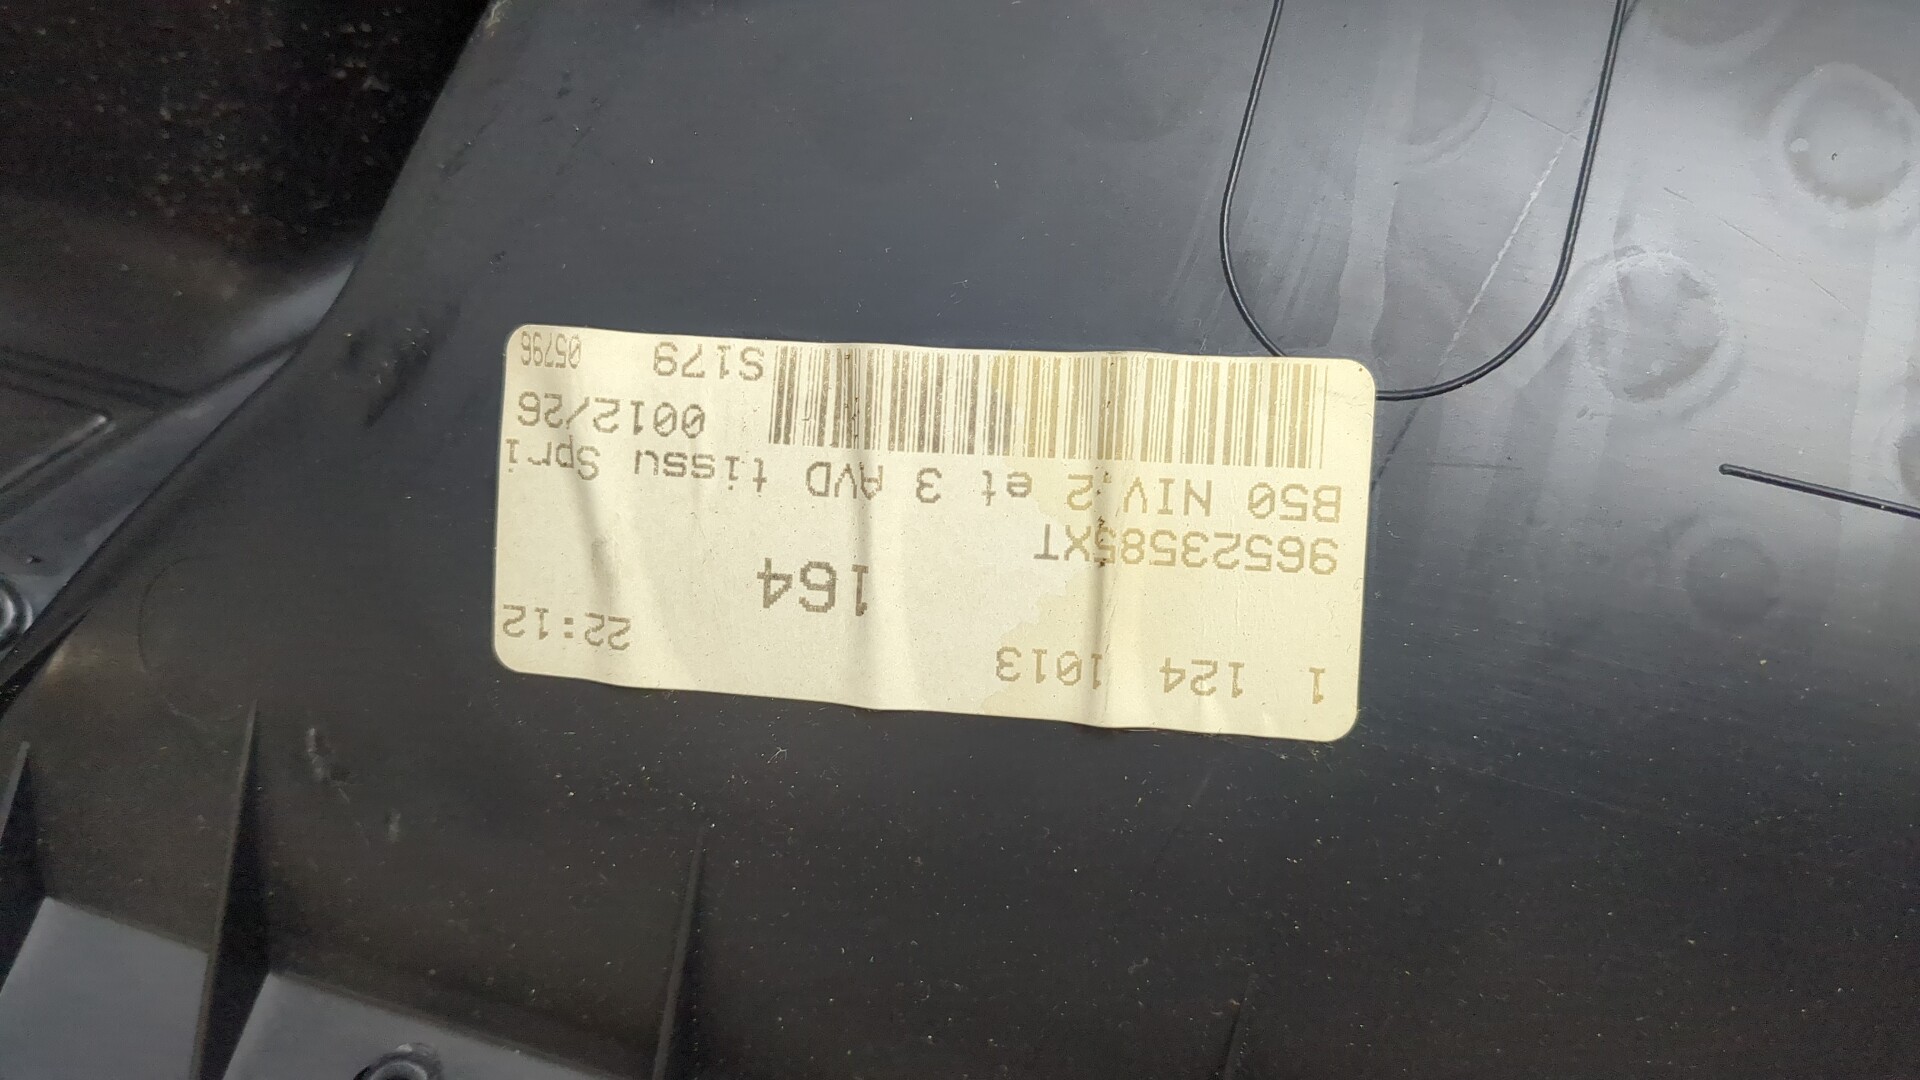 1 124 1013 22:12
164
96523585XT
B50 NIV.2 et 3 AVD tissu Spri
0012/26
S179 05796